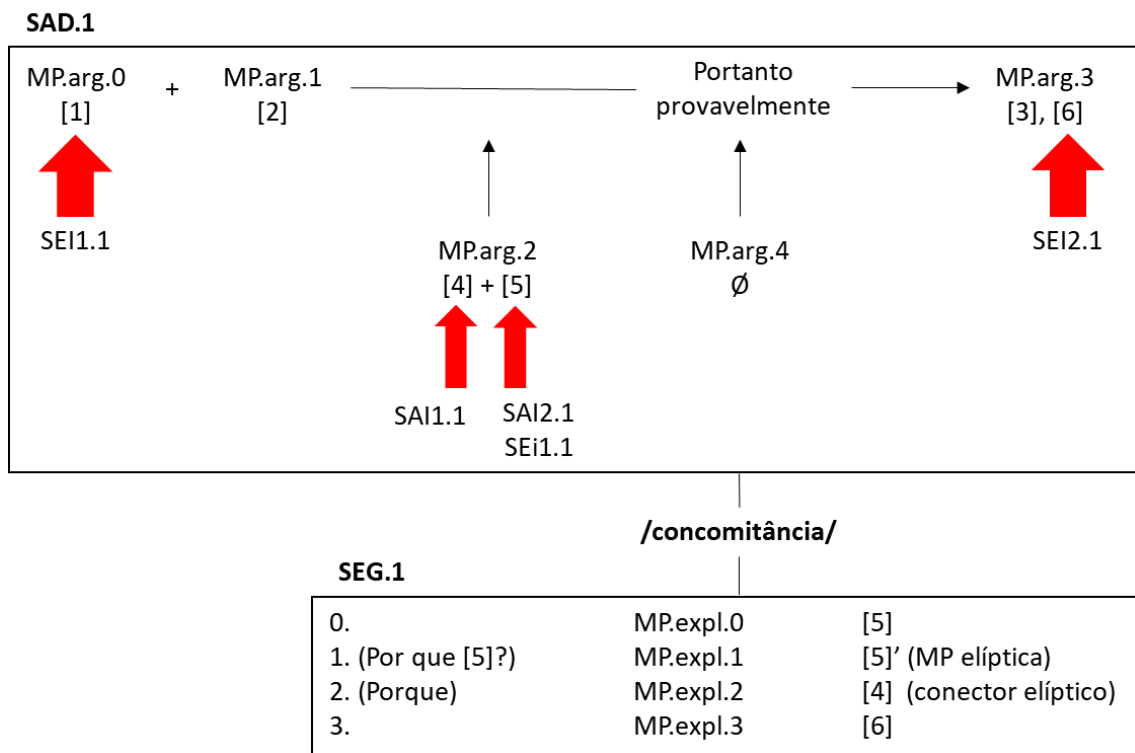 SAD.1
MP.arg.0 + MP.arg.1 Portanto MP.arg.3
[1] [2] provavelmente [3], [6]
SEI1.1 SEI2.1
MP.arg.2 MP.arg.4
[4] + [5] Ø
SAI1.1 SAI2.1
SEi1.1
/concomitância/
SEG.1
0. MP.expl.0 [5]
1. (Por que [5]?) MP.expl.1 [5]’ (MP elíptica)
2. (Porque) MP.expl.2 [4] (conector elíptico)
3. MP.expl.3 [6]